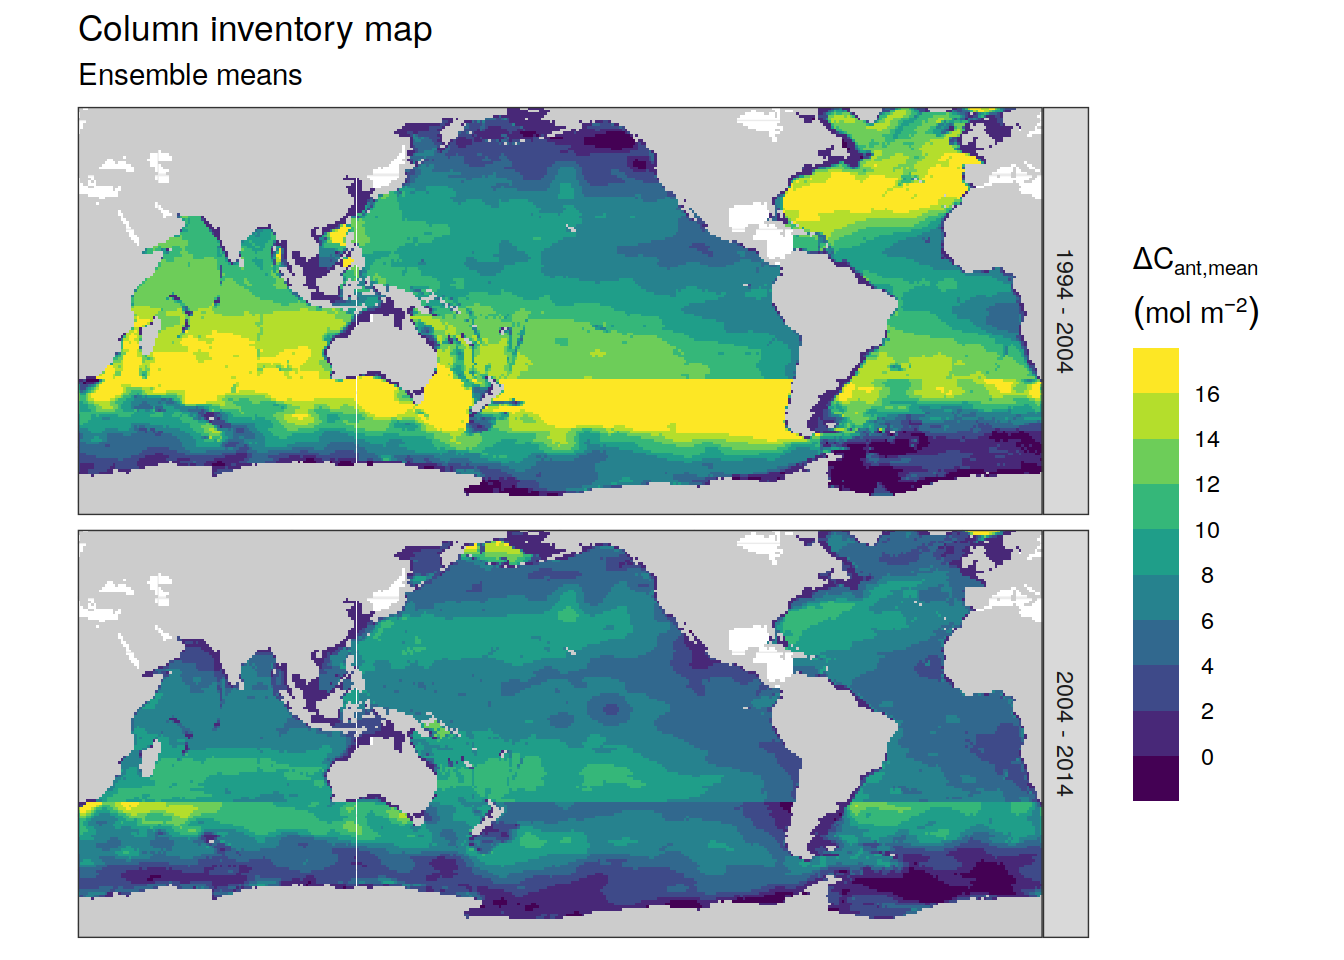 Column inventory map
Ensemble means
1994 - 2004
2004 - 2014
ΔCant,mean
(mol m−2)
16
14
12
10
8
6
4
2
0